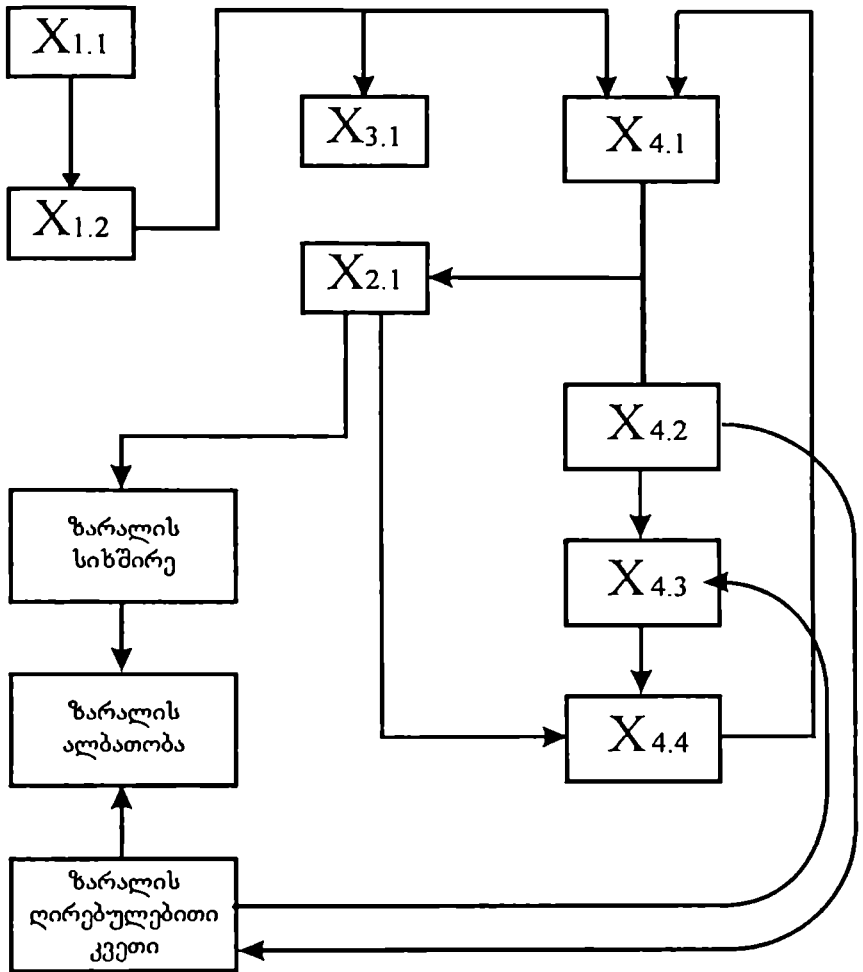 X1.1
X3.1
X4.1
X1.2
X2.1
X4.2
ზარალის
სიხშირე
X4.3
ზარალის
ალბათობა
X4.4
ზარალის
ღირებულებითი
კვეთი